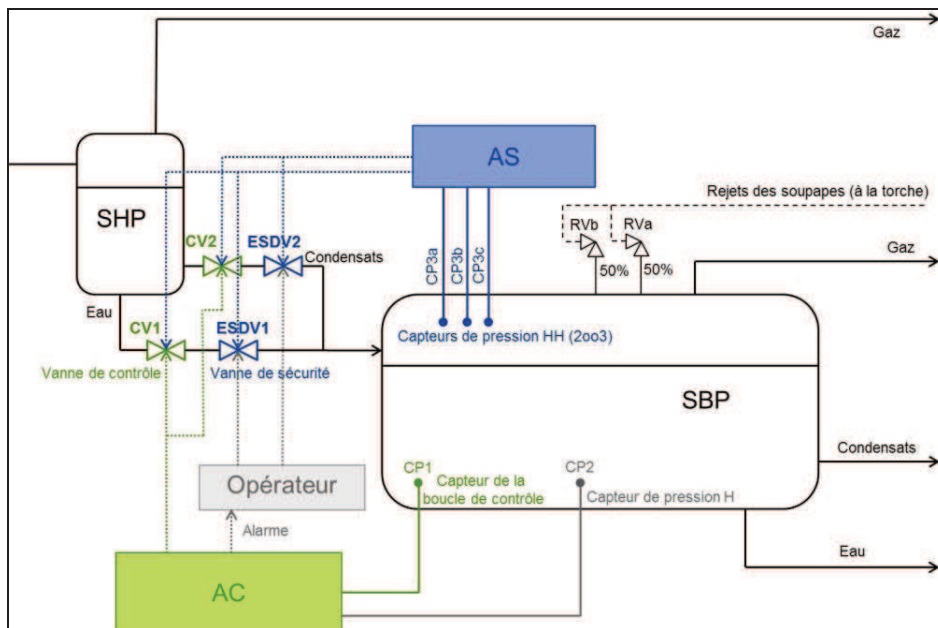 Gaz
AS
Rejets des soupapes (à la torche)
SHP
RVb
RVa
CV2
ESDV2
Condensats
CP3a
CP3b
CP3c
50%
50%
Gaz
Eau
CV1
ESDV1
Capteurs de pression HH (2oo3)
Vanne de contrôle
Vanne de sécurité
SBP
Condensats
Opérateur
CP1
Capteur de la
boucle de contrôle
CP2
Capteur de pression H
Alarme
Eau
AC